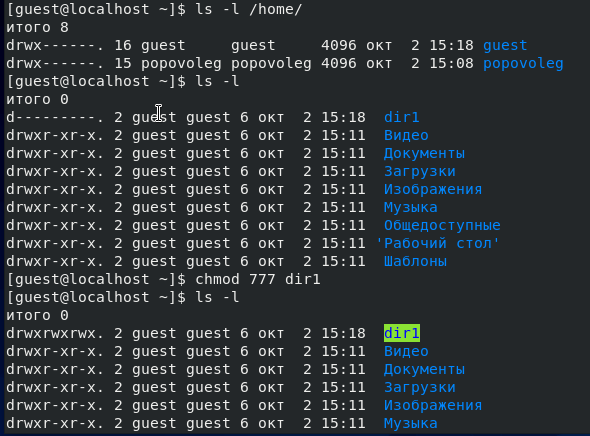 [guest@localhost ~]$ ls -l /home/
итого 8
drwx------. 16 guest    guest    4096 окт  2 15:18 guest
drwx------. 15 popovoleg popovoleg 4096 окт  2 15:08 popovoleg
[guest@localhost ~]$ ls -l
итого 0
d---------. 2 guest guest 6 окт  2 15:18  dir1
drwxr-xr-x. 2 guest guest 6 окт  2 15:11  Видео
drwxr-xr-x. 2 guest guest 6 окт  2 15:11  Документы
drwxr-xr-x. 2 guest guest 6 окт  2 15:11  Загрузки
drwxr-xr-x. 2 guest guest 6 окт  2 15:11  Изображения
drwxr-xr-x. 2 guest guest 6 окт  2 15:11  Музыка
drwxr-xr-x. 2 guest guest 6 окт  2 15:11  Общедоступные
drwxr-xr-x. 2 guest guest 6 окт  2 15:11 'Рабочий стол'
drwxr-xr-x. 2 guest guest 6 окт  2 15:11  Шаблоны
[guest@localhost ~]$ chmod 777 dir1
[guest@localhost ~]$ ls -l
итого 0
drwxrwxrwx. 2 guest guest 6 окт  2 15:18  dir1
drwxr-xr-x. 2 guest guest 6 окт  2 15:11  Видео
drwxr-xr-x. 2 guest guest 6 окт  2 15:11  Документы
drwxr-xr-x. 2 guest guest 6 окт  2 15:11  Загрузки
drwxr-xr-x. 2 guest guest 6 окт  2 15:11  Изображения
drwxr-xr-x. 2 guest guest 6 окт  2 15:11  Музыка